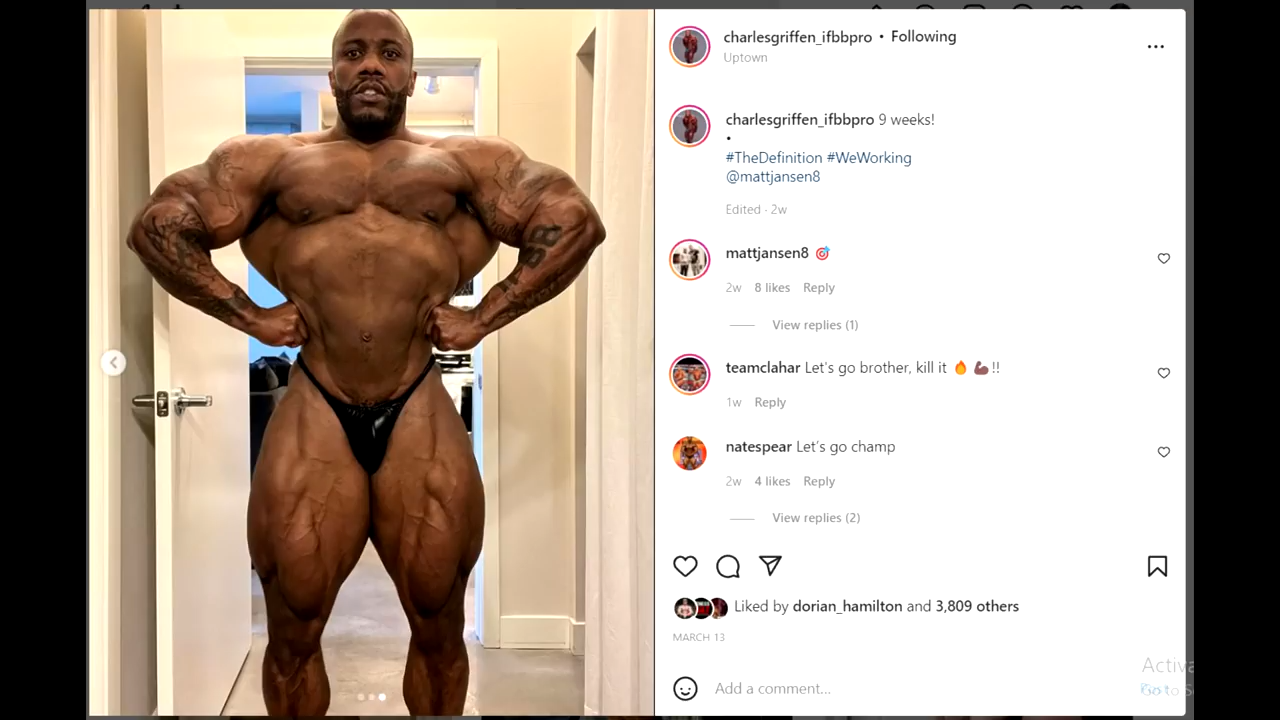 charlesgriffen_ifbbpro • Following
Uptown
charlesgriffen_ifbbpro 9 weeks!
•
#TheDefinition #WeWorking
@mattjansen8
Edited · 2w
mattjansen8 🎯
2w 8 likes Reply
View replies (1)
teamclahar Let's go brother, kill it 🔥 💪🏾 !!
1w Reply
natespear Let's go champ
2w 4 likes Reply
View replies (2)
Liked by dorian_hamilton and 3,809 others
MARCH 13
Add a comment...
Go to